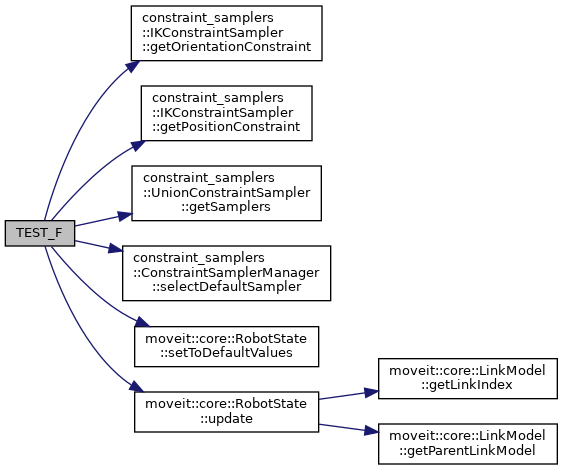 constraint_samplers
::IKConstraintSampler
::getOrientationConstraint
constraint_samplers
::IKConstraintSampler
::getPositionConstraint
constraint_samplers
::UnionConstraintSampler
::getSamplers
TEST_F
constraint_samplers
::ConstraintSamplerManager
::selectDefaultSampler
moveit::core::RobotState
::setToDefaultValues
moveit::core::RobotState
::update
moveit::core::LinkModel
::getLinkIndex
moveit::core::LinkModel
::getParentLinkModel